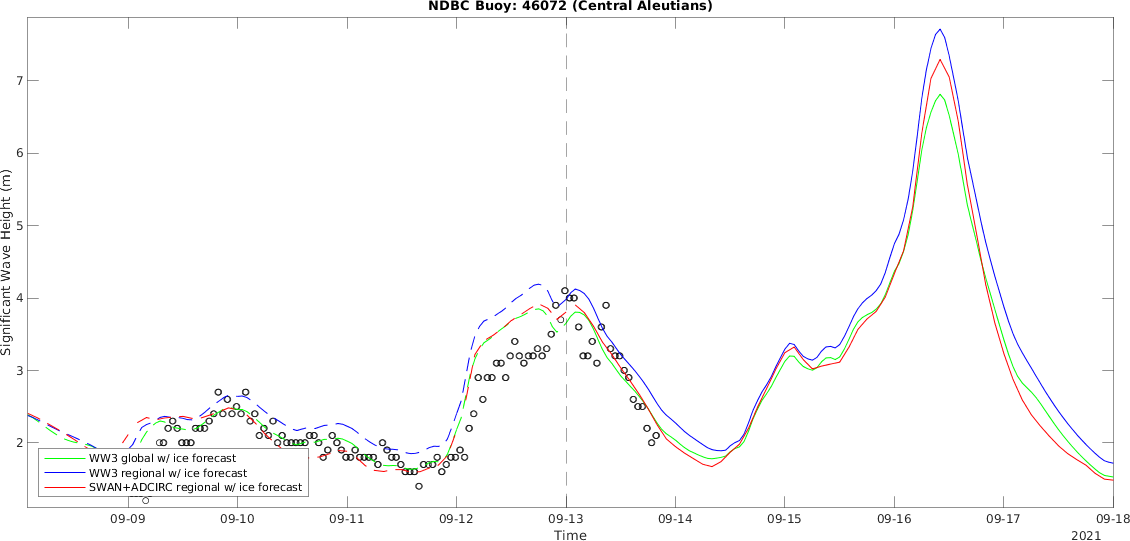 NDBC Buoy: 46072 (Central Aleutians)
Significant Wave Height (m)
7
6
5
4
3
2
WW3 global w/ ice forecast
WW3 regional w/ ice forecast
SWAN+ADCIRC regional w/ ice forecast
09-09 09-10 09-11 09-12 09-13 09-14 09-15 09-16 09-17 09-18
Time
2021